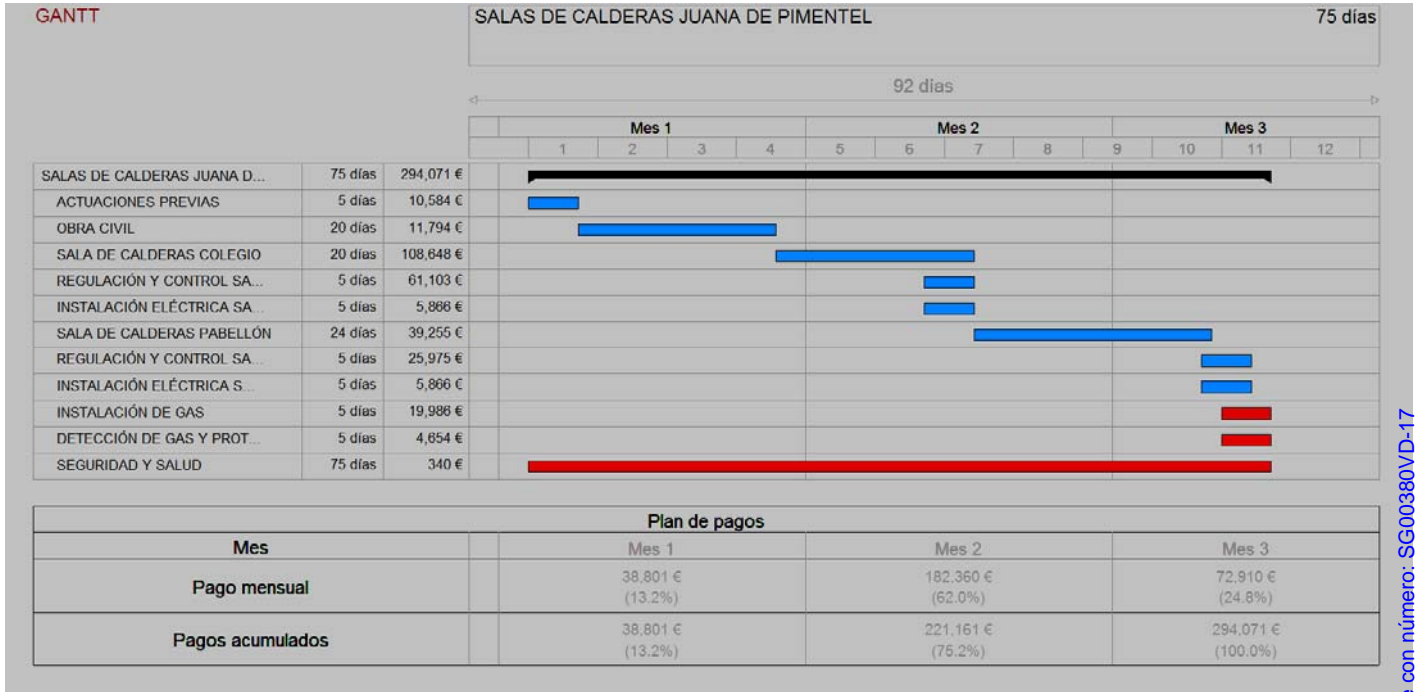 GANTT
SALAS DE CALDERAS JUANA DE PIMENTEL 75 días
92 días
Mes 1 Mes 2 Mes 3
1 2 3 4 5 6 7 8 9 10 11 12
SALAS DE CALDERAS JUANA D... 75 días 294,071 €
ACTUACIONES PREVIAS 5 días 10,584 €
OBRA CIVIL 20 días 11,794 €
SALA DE CALDERAS COLEGIO 20 días 108,648 €
REGULACIÓN Y CONTROL SA... 5 días 61,103 €
INSTALACIÓN ELÉCTRICA SA... 5 días 5,866 €
SALA DE CALDERAS PABELLÓN 24 días 39,255 €
REGULACIÓN Y CONTROL SA... 5 días 25,975 €
INSTALACIÓN ELÉCTRICA S... 5 días 5,866 €
INSTALACIÓN DE GAS 5 días 19,986 €
DETECCIÓN DE GAS Y PROT... 5 días 4,654 €
SEGURIDAD Y SALUD 75 días 340 €
Plan de pagos
Mes Mes 1 Mes 2 Mes 3
Pago mensual 38,801 € (13.2%) 182,360 € (62.0%) 72,910 € (24.8%)
Pagos acumulados 38,801 € (13.2%) 221,161 € (75.2%) 294,071 € (100.0%)
con número: SG00380VD-17